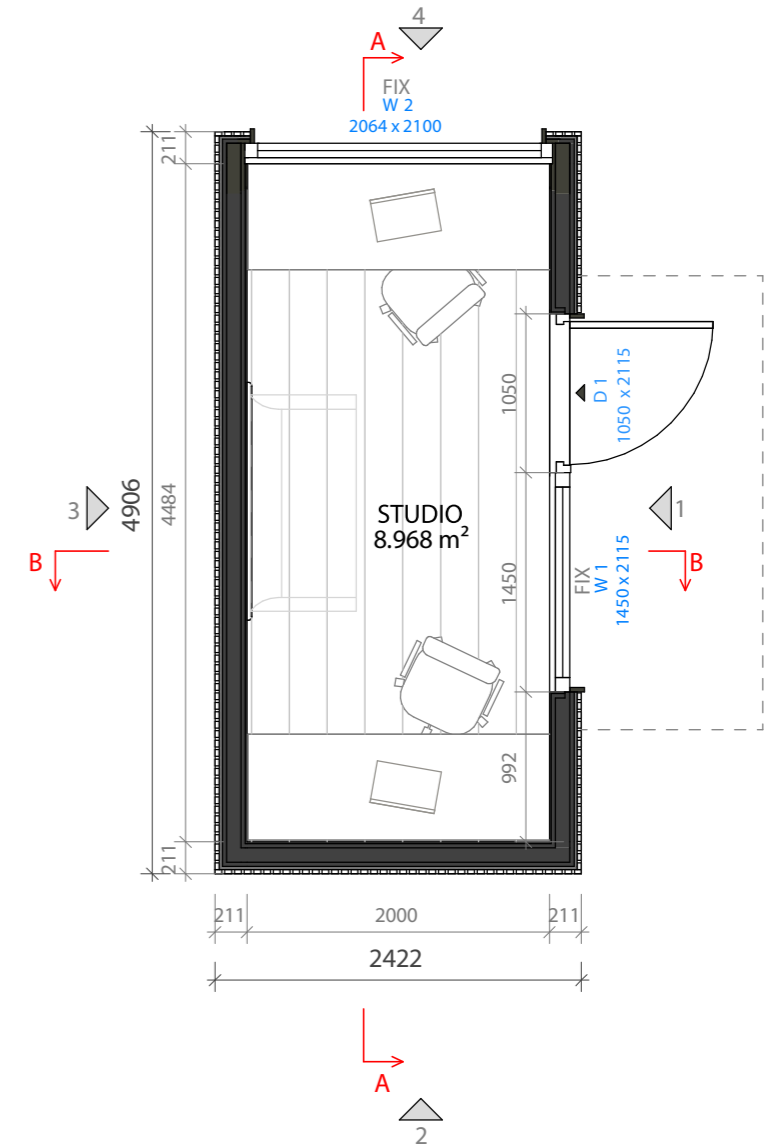 4
A
FIX
W 2
2064 x 2100
211
1050
D 1
1050 x 2115
4906
4484
3
STUDIO
8.968 m²
1
B
B
1450
FIX
W 1
1450 x 2115
992
211
211
2000
211
2422
A
2